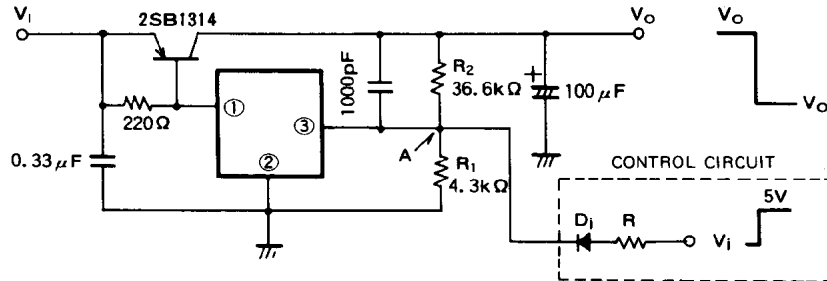 VI
2SB1314
VO
VO
1000pF
R2
36.6kΩ
+
100μF
VO
①
③
220Ω
②
A
R1
4.3kΩ
0.33μF
CONTROL CIRCUIT
5V
Di
R
Vi